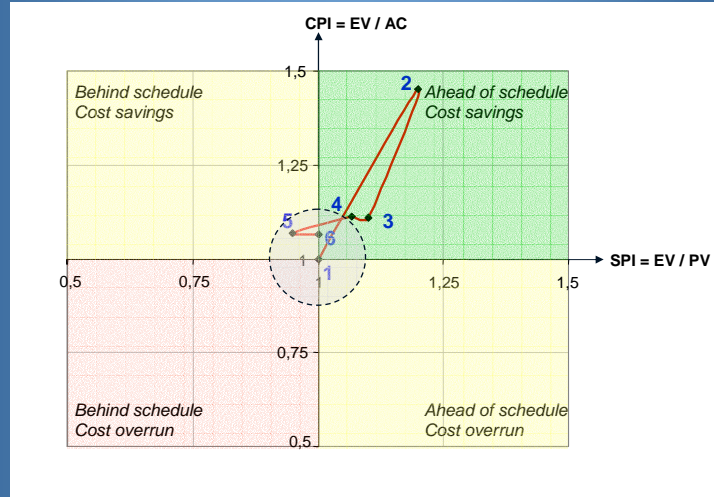 CPI = EV / AC
1,5
Behind schedule
Cost savings
2
Ahead of schedule
Cost savings
1,25
4
5
3
6
1
SPI = EV / PV
1
0,5
0,75
1
1,25
1,5
0,75
Behind schedule
Cost overrun
Ahead of schedule
Cost overrun
0,5